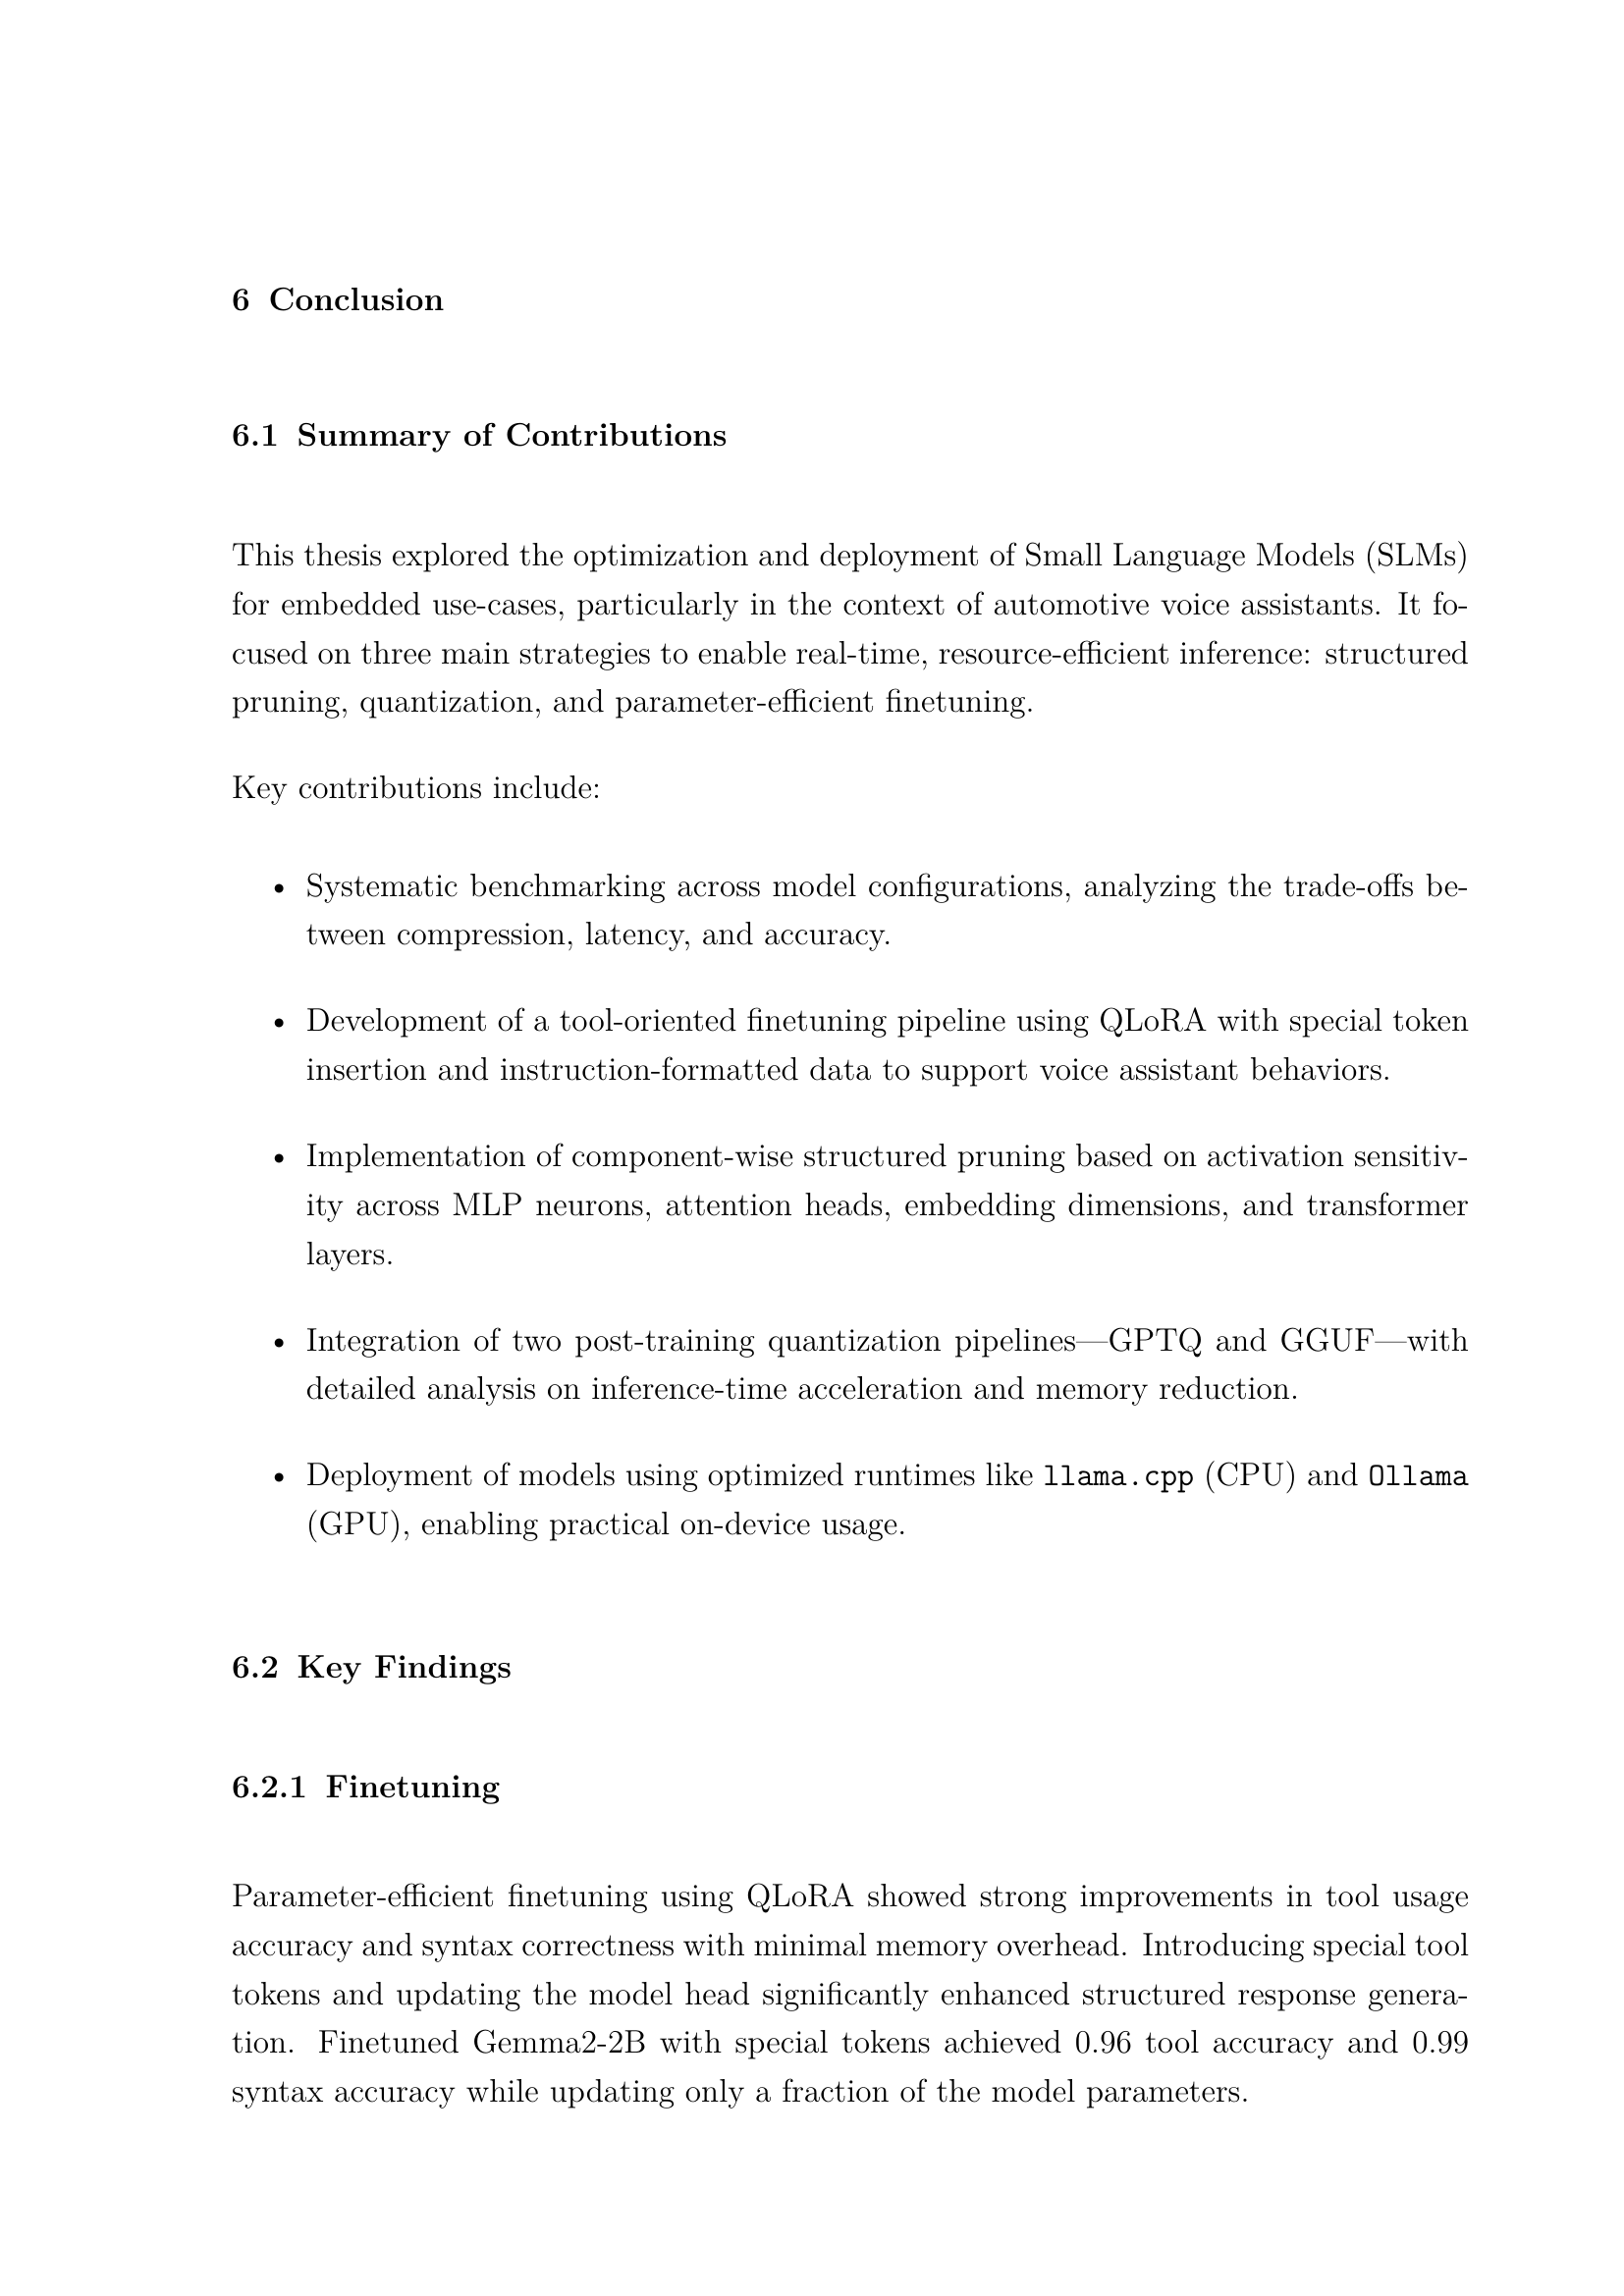 6 Conclusion
6.1 Summary of Contributions
This thesis explored the optimization and deployment of Small Language Models (SLMs)
for embedded use-cases, particularly in the context of automotive voice assistants. It fo-
cused on three main strategies to enable real-time, resource-efficient inference: structured
pruning, quantization, and parameter-efficient finetuning.
Key contributions include:
• Systematic benchmarking across model configurations, analyzing the trade-offs be-
tween compression, latency, and accuracy.
• Development of a tool-oriented finetuning pipeline using QLoRA with special token
insertion and instruction-formatted data to support voice assistant behaviors.
• Implementation of component-wise structured pruning based on activation sensitiv-
ity across MLP neurons, attention heads, embedding dimensions, and transformer
layers.
• Integration of two post-training quantization pipelines—GPTQ and GGUF—with
detailed analysis on inference-time acceleration and memory reduction.
• Deployment of models using optimized runtimes like llama.cpp (CPU) and Ollama
(GPU), enabling practical on-device usage.
6.2 Key Findings
6.2.1 Finetuning
Parameter-efficient finetuning using QLoRA showed strong improvements in tool usage
accuracy and syntax correctness with minimal memory overhead. Introducing special tool
tokens and updating the model head significantly enhanced structured response genera-
tion. Finetuned Gemma2-2B with special tokens achieved 0.96 tool accuracy and 0.99
syntax accuracy while updating only a fraction of the model parameters.